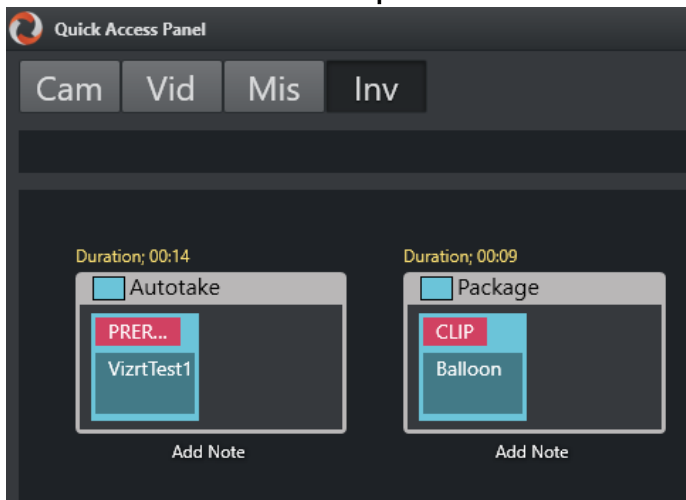 Quick Access Panel
Cam Vid Mis Inv
Duration; 00:14 Duration; 00:09
Autotake Package
PRER... CLIP
VizrtTest1 Balloon
Add Note Add Note